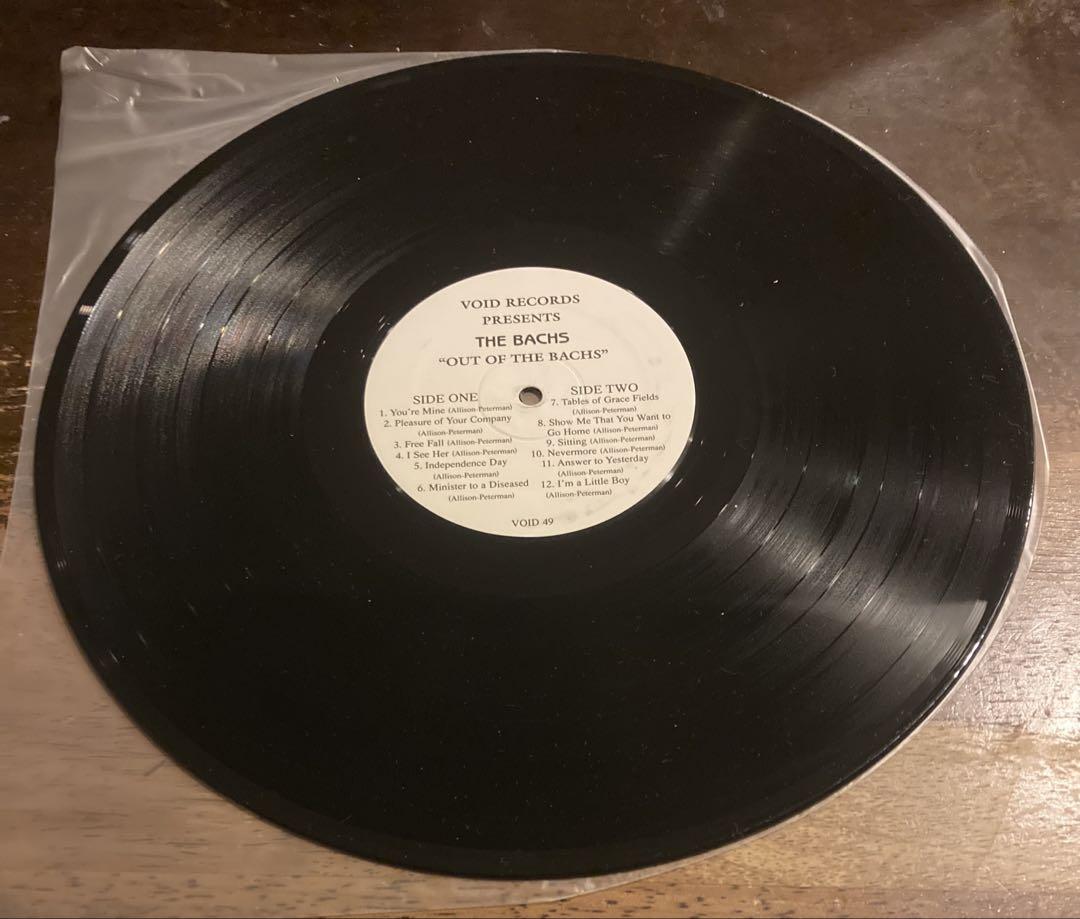 VOID RECORDS
PRESENTS
THE BACHS
“OUT OF THE BACHS”
SIDE ONE
1. You're Mine (Allison-Peterman)
2. Pleasure of Your Company
(Allison-Peterman)
3. Free Fall (Allison-Peterman)
4. I See Her (Allison-Peterman)
5. Independence Day
(Allison-Peterman)
6. Minister to a Diseased
(Allison-Peterman)
SIDE TWO
7. Tables of Grace Fields
(Allison-Peterman)
8. Show Me That You Want to
Go Home (Allison-Peterman)
9. Sitting (Allison-Peterman)
10. Nevermore (Allison-Peterman)
11. Answer to Yesterday
(Allison-Peterman)
12. I'm a Little Boy
(Allison-Peterman)
VOID 49